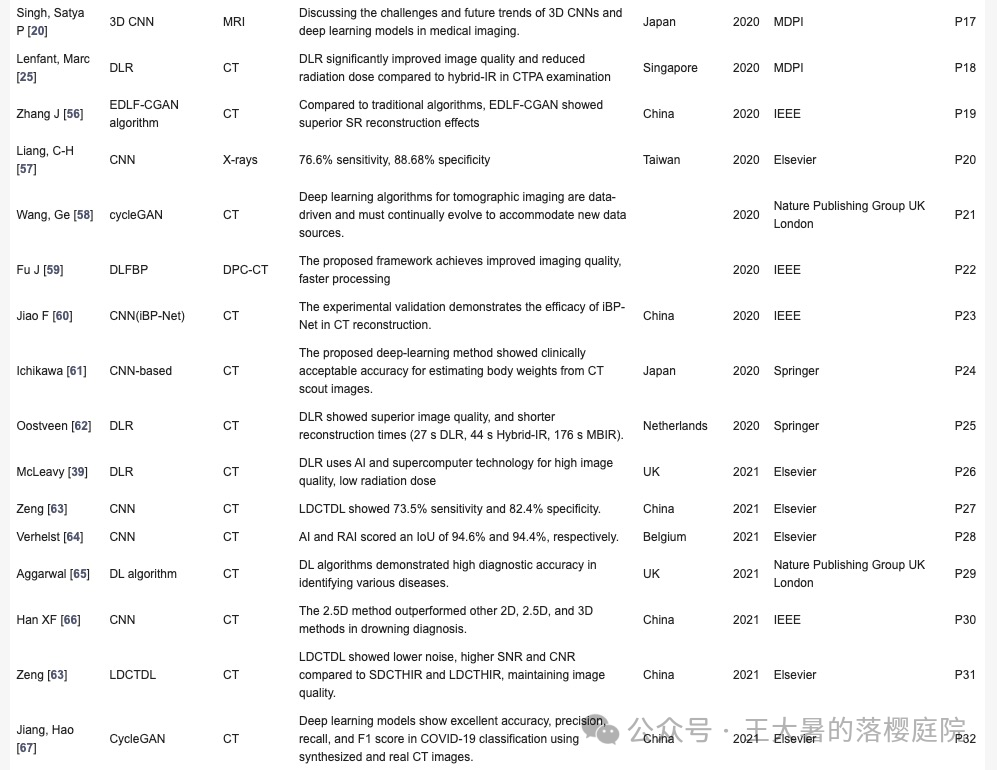 Singh, Satya
P [20]
3D CNN
MRI
Discussing the challenges and future trends of 3D CNNs and
deep learning models in medical imaging.
Japan
2020
MDPI
P17
Lenfant, Marc
[25]
DLR
CT
DLR significantly improved image quality and reduced
radiation dose compared to hybrid-IR in CTPA examination
Singapore
2020
MDPI
P18
Zhang J [56]
EDLF-CGAN
algorithm
CT
Compared to traditional algorithms, EDLF-CGAN showed
superior SR reconstruction effects
China
2020
IEEE
P19
Liang, C-H
[57]
CNN
X-rays
76.6% sensitivity, 88.68% specificity
Taiwan
2020
Elsevier
P20
Wang, Ge [58]
cycleGAN
CT
Deep learning algorithms for tomographic imaging are data-
driven and must continually evolve to accommodate new data
sources.
2020
Nature Publishing Group UK
London
P21
Fu J [59]
DLFBP
DPC-CT
The proposed framework achieves improved imaging quality,
faster processing
2020
IEEE
P22
Jiao F [60]
CNN(iBP-Net)
CT
The experimental validation demonstrates the efficacy of iBP-
Net in CT reconstruction.
China
2020
IEEE
P23
Ichikawa [61]
CNN-based
CT
The proposed deep-learning method showed clinically
acceptable accuracy for estimating body weights from CT
scout images.
Japan
2020
Springer
P24
Oostveen [62]
DLR
CT
DLR showed superior image quality, and shorter
reconstruction times (27 s DLR, 44 s Hybrid-IR, 176 s MBIR).
Netherlands
2020
Springer
P25
McLeavy [39]
DLR
CT
DLR uses AI and supercomputer technology for high image
quality, low radiation dose
UK
2021
Elsevier
P26
Zeng [63]
CNN
CT
LDCTDL showed 73.5% sensitivity and 82.4% specificity.
China
2021
Elsevier
P27
Verhelst [64]
CNN
CT
AI and RAI scored an IoU of 94.6% and 94.4%, respectively.
Belgium
2021
Elsevier
P28
Aggarwal [65]
DL algorithm
CT
DL algorithms demonstrated high diagnostic accuracy in
identifying various diseases.
UK
2021
Nature Publishing Group UK
London
P29
Han XF [66]
CNN
CT
The 2.5D method outperformed other 2D, 2.5D, and 3D
methods in drowning diagnosis.
China
2021
IEEE
P30
Zeng [63]
LDCTDL
CT
LDCTDL showed lower noise, higher SNR and CNR
compared to SDCTHIR and LDCTHIR, maintaining image
quality.
China
2021
Elsevier
P31
Jiang, Hao
[67]
CycleGAN
CT
Deep learning models show excellent accuracy, precision,
recall, and F1 score in COVID-19 classification using
synthesized and real CT images.
China
2021
Elsevier
P32
公众号 · 王大暑的落樱庭院